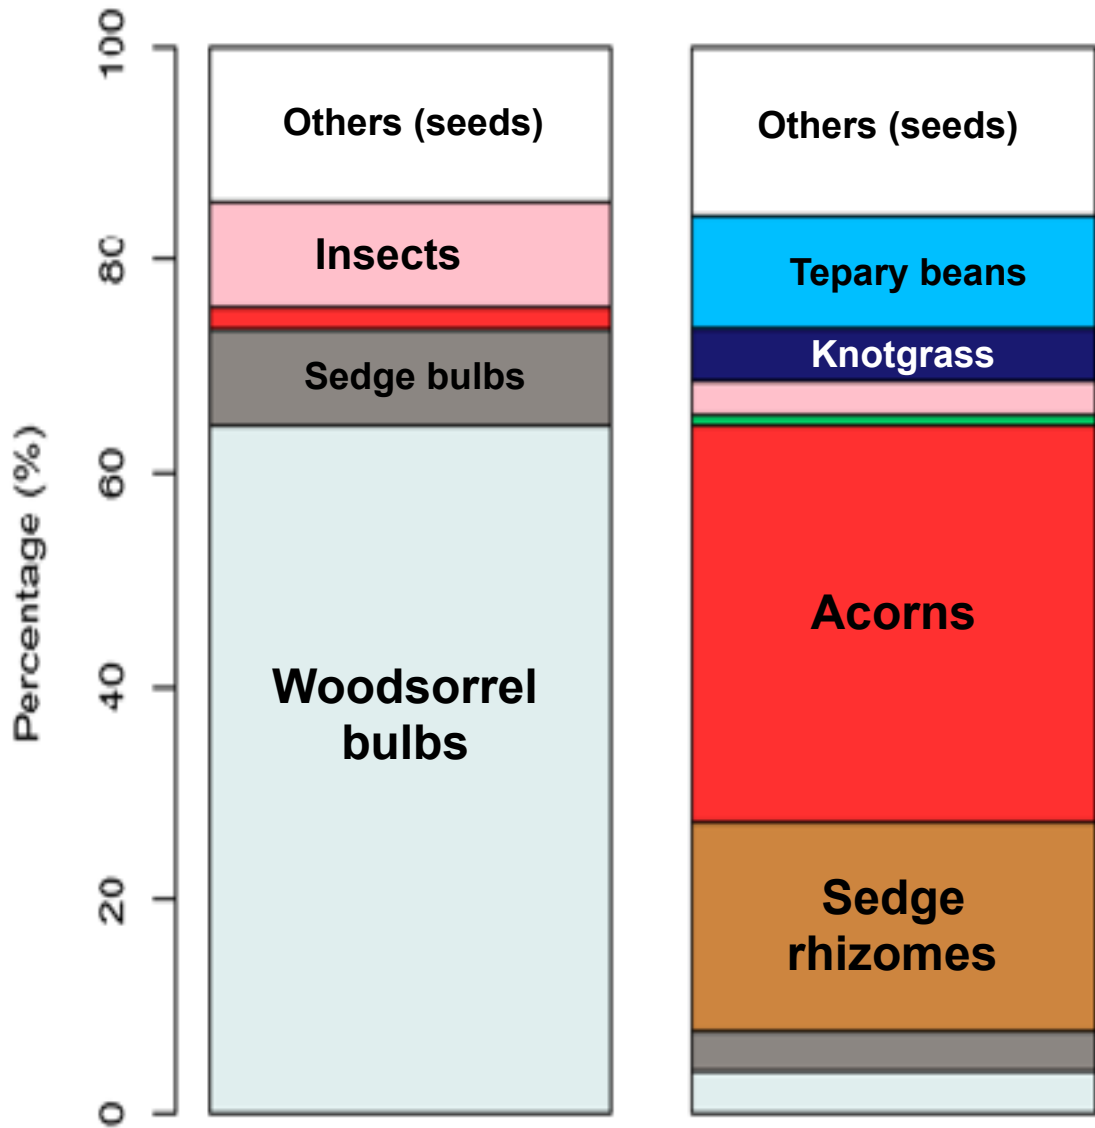 Percentage (%)
100
80
60
40
20
0
Others (seeds)
Insects
Sedge bulbs
Woodsorrel
bulbs
Others (seeds)
Tepary beans
Knotgrass
Acorns
Sedge
rhizomes